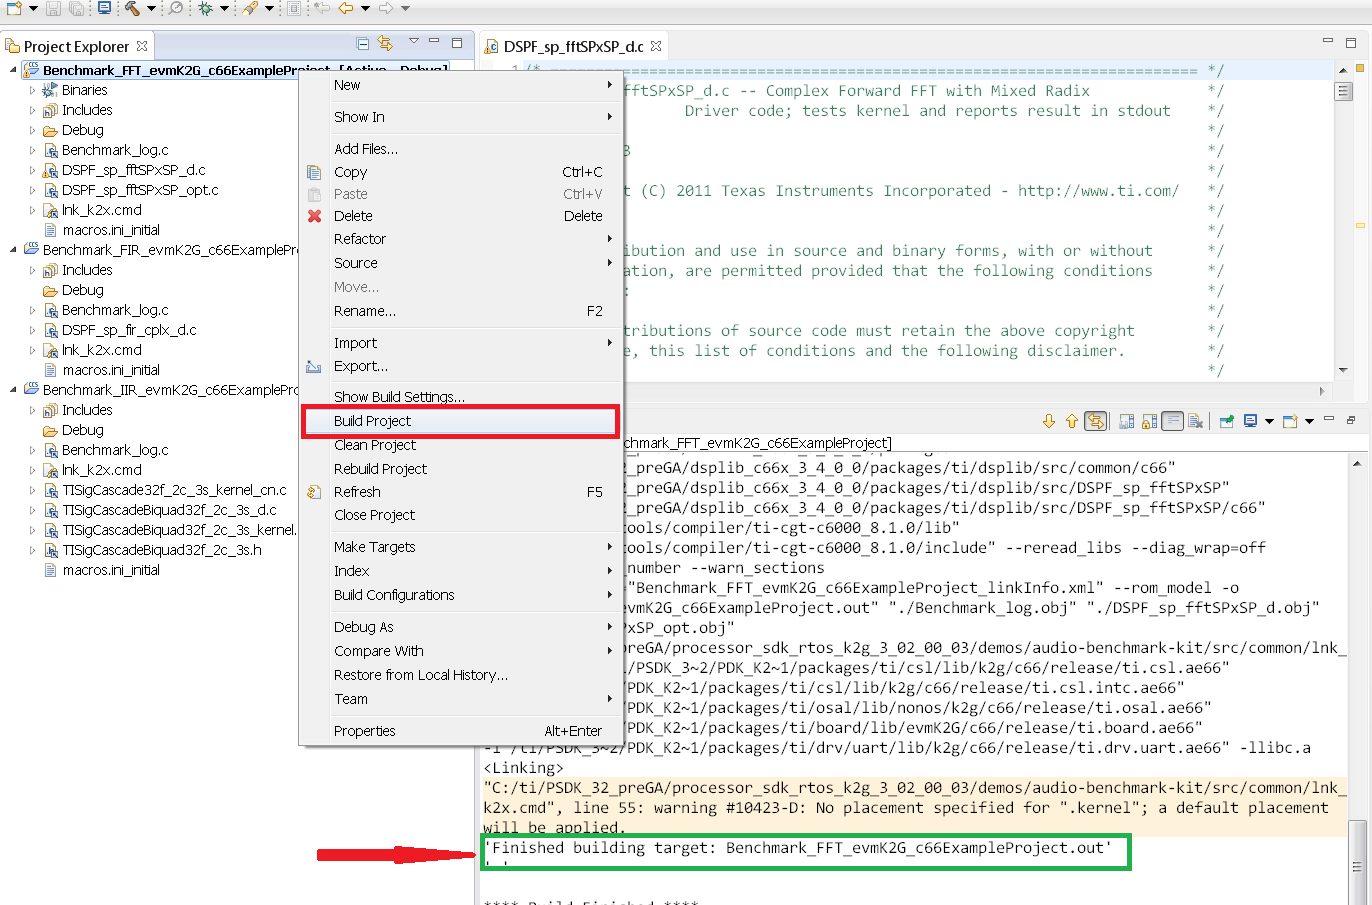 Project Explorer
Benchmark_FFT_evmK2G_c66ExampleProject [Active - Debug]
Binaries
Includes
Debug
Benchmark_log.c
DSPF_sp_fftSPxSP_d.c
DSPF_sp_fftSPxSP_opt.c
lnk_k2x.cmd
macros.ini_initial
Benchmark_FIR_evmK2G_c66ExamplePro
Includes
Debug
Benchmark_log.c
DSPF_sp_fir_cplx_d.c
lnk_k2x.cmd
macros.ini_initial
Benchmark_IIR_evmK2G_c66ExamplePro
Includes
Debug
Benchmark_log.c
lnk_k2x.cmd
TISigCascade32f_2c_3s_kernel_cn.c
TISigCascadeBiquad32f_2c_3s_d.c
TISigCascadeBiquad32f_2c_3s_kernel.
TISigCascadeBiquad32f_2c_3s.h
macros.ini_initial
New
Show In
Add Files...
Copy Ctrl+C
Paste Ctrl+V
Delete Delete
Refactor
Source
Move...
Rename... F2
Import
Export...
Show Build Settings...
Build Project
Clean Project
Rebuild Project
Refresh F5
Close Project
Make Targets
Index
Build Configurations
Debug As
Compare With
Restore from Local History...
Team
Properties Alt+Enter
DSPF_sp_fftSPxSP_d.c
1 /* ====================================================================== */
fftSPxSP_d.c -- Complex Forward FFT with Mixed Radix */
Driver code; tests kernel and reports result in stdout */
*/
B */
*/
t (C) 2011 Texas Instruments Incorporated - http://www.ti.com/ */
*/
*/
ibution and use in source and binary forms, with or without */
ation, are permitted provided that the following conditions */
: */
*/
tributions of source code must retain the above copyright */
e, this list of conditions and the following disclaimer. */
*/
chmark_FFT_evmK2G_c66ExampleProject]
2_preGA/dsplib_c66x_3_4_0_0/packages/ti/dsplib/src/common/c66"
2_preGA/dsplib_c66x_3_4_0_0/packages/ti/dsplib/src/DSPF_sp_fftSPxSP"
2_preGA/dsplib_c66x_3_4_0_0/packages/ti/dsplib/src/DSPF_sp_fftSPxSP/c66"
tools/compiler/ti-cgt-c6000_8.1.0/lib"
tools/compiler/ti-cgt-c6000_8.1.0/include" --reread_libs --diag_wrap=off
_number --warn_sections
="Benchmark_FFT_evmK2G_c66ExampleProject_linkInfo.xml" --rom_model -o
evmK2G_c66ExampleProject.out" "./Benchmark_log.obj" "./DSPF_sp_fftSPxSP_d.obj"
PxSP_opt.obj"
reGA/processor_sdk_rtos_k2g_3_02_00_03/demos/audio-benchmark-kit/src/common/lnk_
i/PSDK_3~2/PDK_K2~1/packages/ti/csl/lib/k2g/c66/release/ti.csl.ae66"
/PDK_K2~1/packages/ti/csl/lib/k2g/c66/release/ti.csl.intc.ae66"
/PDK_K2~1/packages/ti/osal/lib/nonos/k2g/c66/release/ti.osal.ae66"
/PDK_K2~1/packages/ti/board/lib/evmK2G/c66/release/ti.board.ae66"
-l"/ti/PSDK_3~2/PDK_K2~1/packages/ti/drv/uart/lib/k2g/c66/release/ti.drv.uart.ae66" -llibc.a
<Linking>
"C:/ti/PSDK_32_preGA/processor_sdk_rtos_k2g_3_02_00_03/demos/audio-benchmark-kit/src/common/lnk_
k2x.cmd", line 55: warning #10423-D: No placement specified for ".kernel"; a default placement
will be applied.
'Finished building target: Benchmark_FFT_evmK2G_c66ExampleProject.out'
' '
**** Build Finished ****